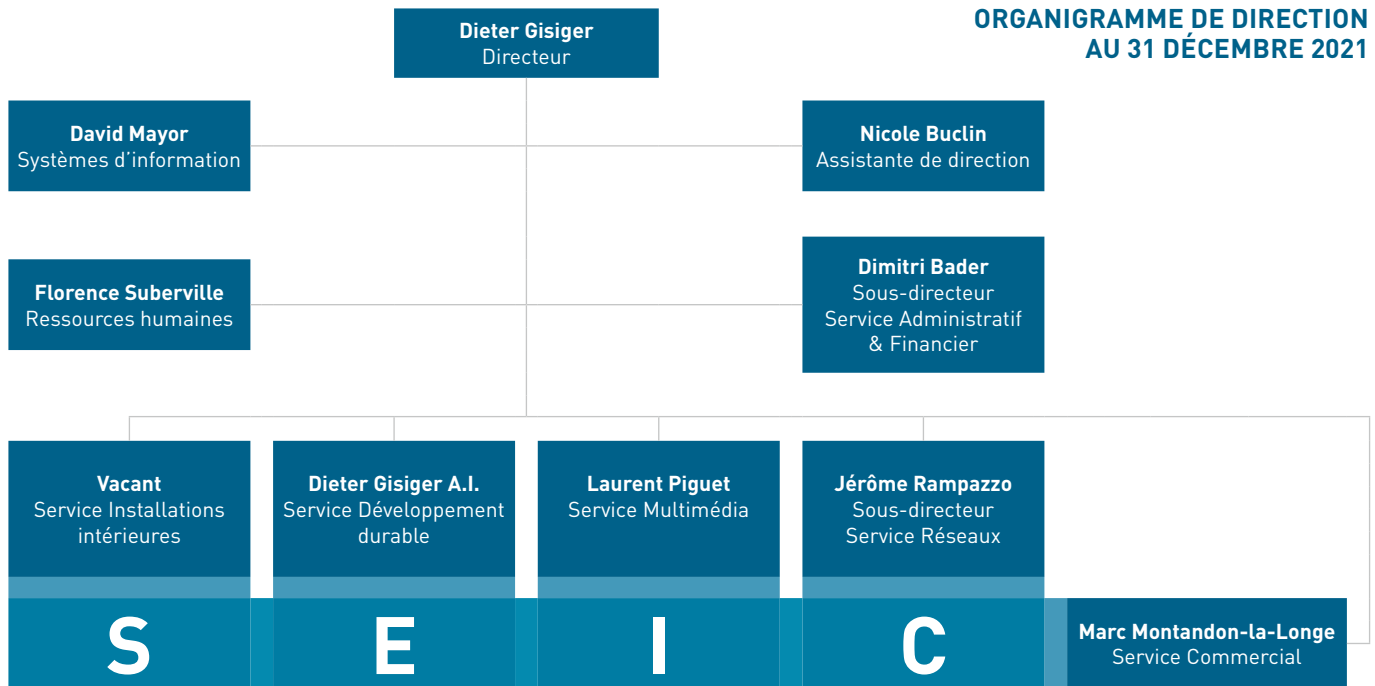 ORGANIGRAMME DE DIRECTION
AU 31 DÉCEMBRE 2021
Dieter Gisiger
Directeur
David Mayor
Systèmes d'information
Nicole Buclin
Assistante de direction
Florence Suberville
Ressources humaines
Dimitri Bader
Sous-directeur
Service Administratif
& Financier
Vacant
Service Installations
intérieures
Dieter Gisiger A.I.
Service Développement
durable
Laurent Piguet
Service Multimédia
Jérôme Rampazzo
Sous-directeur
Service Réseaux
S E I C
Marc Montandon-la-Longe
Service Commercial